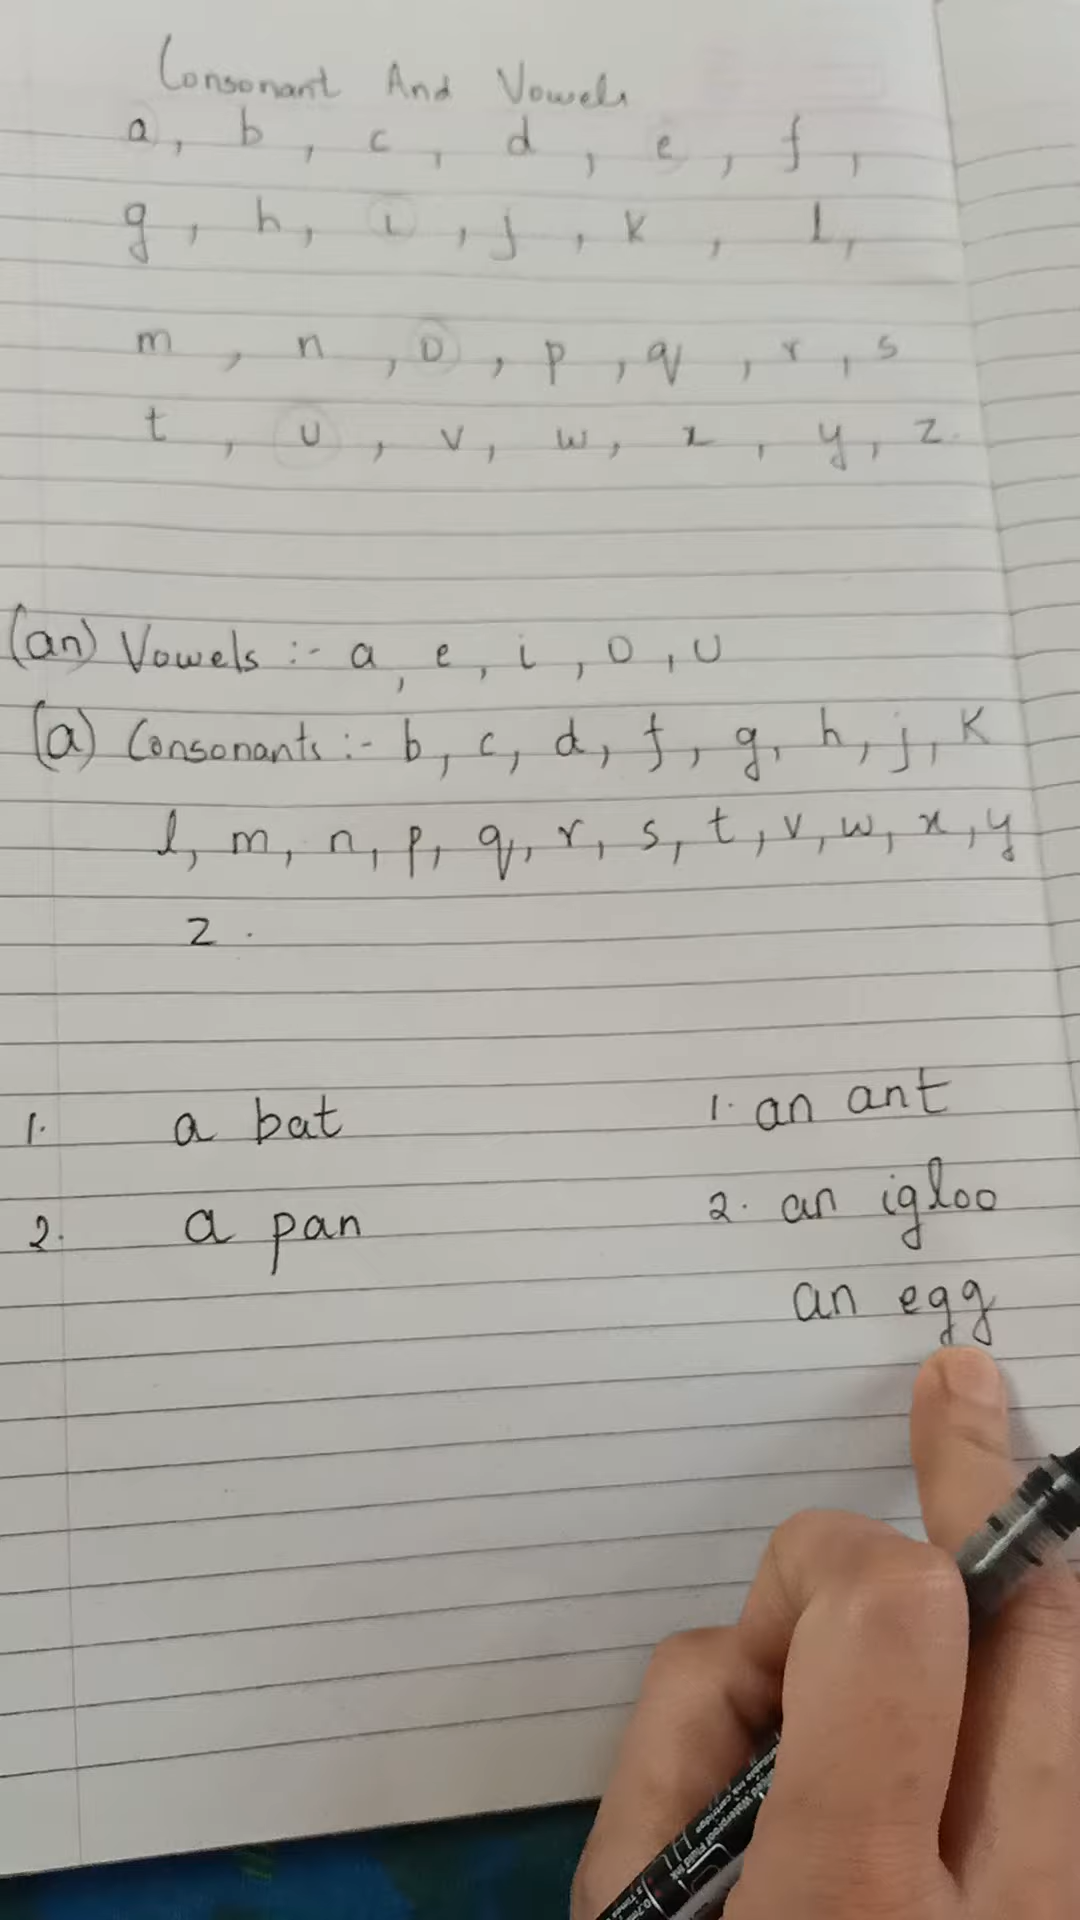 Consonant And Vowels
a, b, c, d, e, f,
g, h, i, j, k, l,
m, n, o, p, q, r, s
t, u, v, w, x, y, z.
(an) Vowels :- a, e, i, o, u
(a) Consonants :- b, c, d, f, g, h, j, k
l, m, n, p, q, r, s, t, v, w, x, y
z.
1. a bat 1. an ant
2. a pan 2. an igloo
an egg